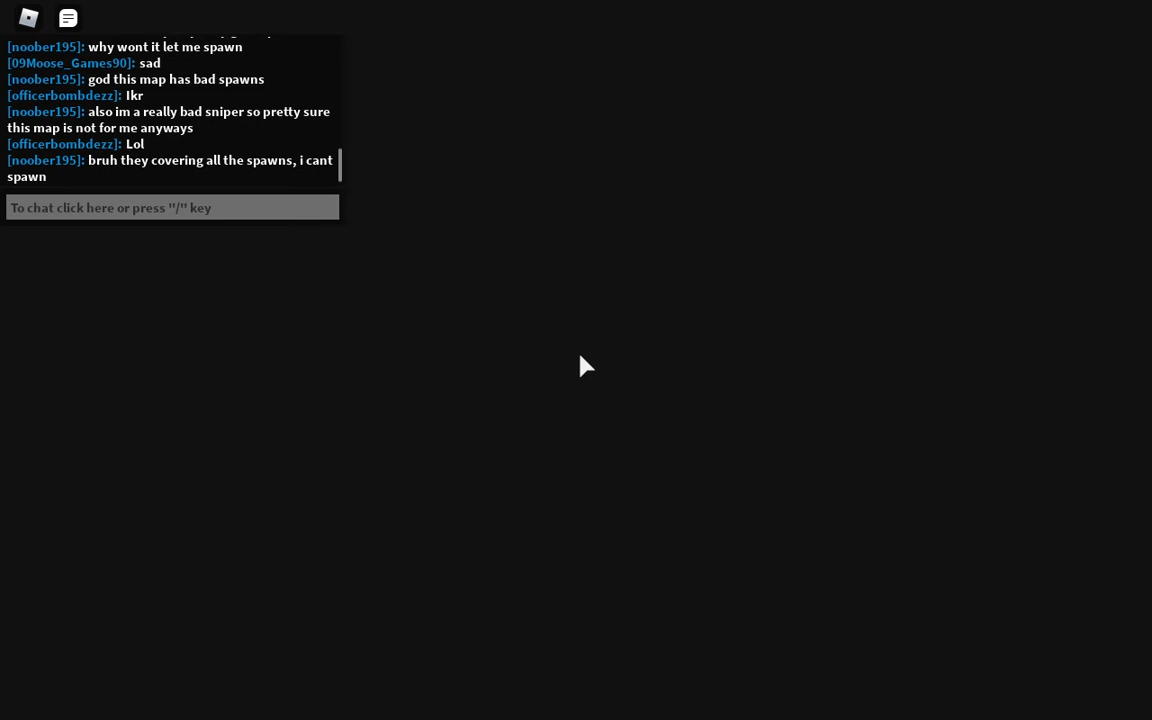 [noober195]: why wont it let me spawn
[09Moose_Games90]: sad
[noober195]: god this map has bad spawns
[officerbombdezz]: Ikr
[noober195]: also im a really bad sniper so pretty sure
this map is not for me anyways
[officerbombdezz]: Lol
[noober195]: bruh they covering all the spawns, i cant
spawn
To chat click here or press "/" key